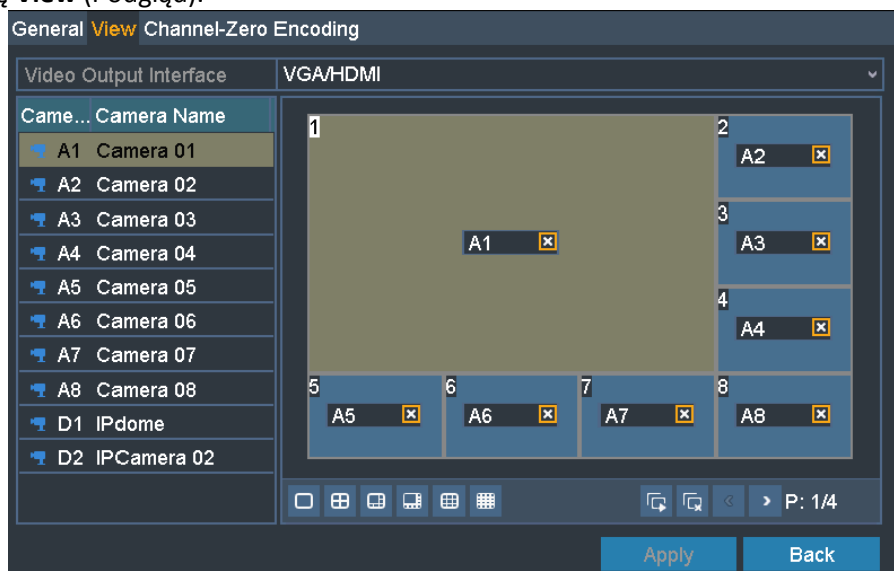 View (Podgląd).
General View Channel-Zero Encoding
Video Output Interface VGA/HDMI
Came... Camera Name
A1 Camera 01
A2 Camera 02
A3 Camera 03
A4 Camera 04
A5 Camera 05
A6 Camera 06
A7 Camera 07
A8 Camera 08
D1 IPdome
D2 IPCamera 02
1
A1
2
A2
3
A3
4
A4
5
A5
6
A6
7
A7
8
A8
P: 1/4
Apply Back